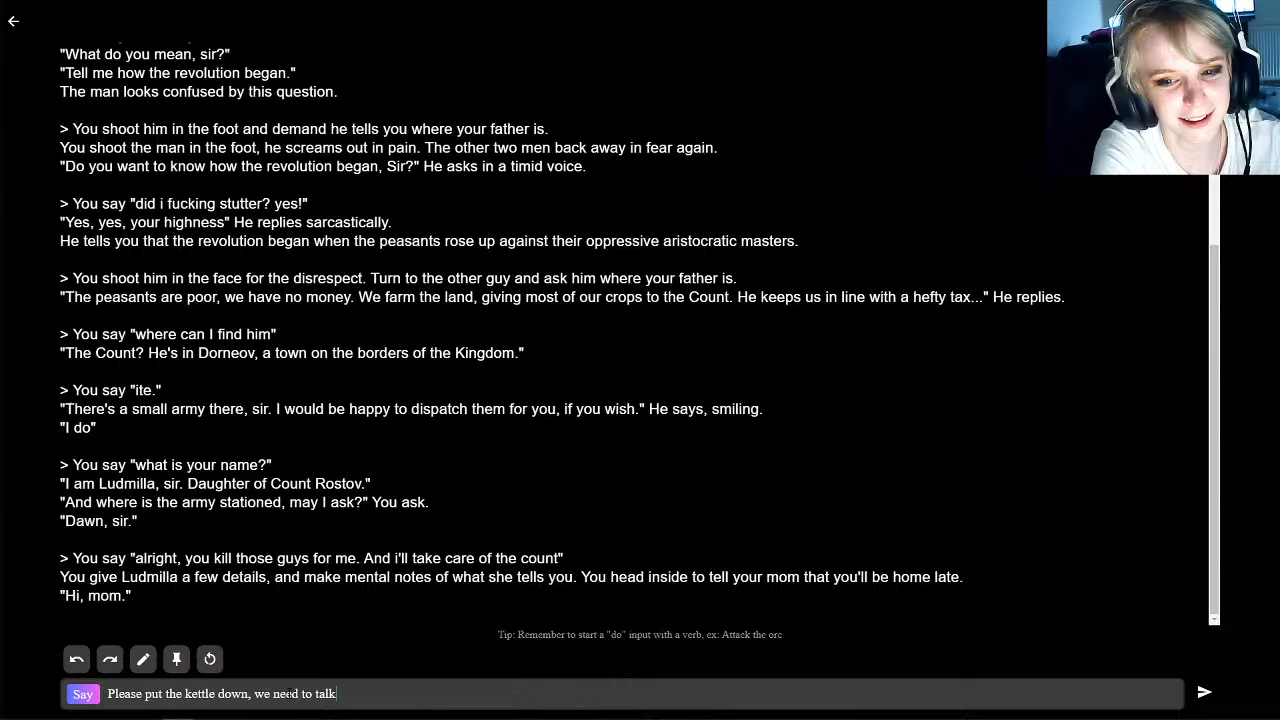 "What do you mean, sir?"
"Tell me how the revolution began."
The man looks confused by this question.
> You shoot him in the foot and demand he tells you where your father is.
You shoot the man in the foot, he screams out in pain. The other two men back away in fear again.
"Do you want to know how the revolution began, Sir?" He asks in a timid voice.
> You say "did i fucking stutter? yes!"
"Yes, yes, your highness" He replies sarcastically.
He tells you that the revolution began when the peasants rose up against their oppressive aristocratic masters.
> You shoot him in the face for the disrespect. Turn to the other guy and ask him where your father is.
"The peasants are poor, we have no money. We farm the land, giving most of our crops to the Count. He keeps us in line with a hefty tax..." He replies.
> You say "where can I find him"
"The Count? He's in Dorneov, a town on the borders of the Kingdom."
> You say "ite."
"There's a small army there, sir. I would be happy to dispatch them for you, if you wish." He says, smiling.
"I do"
> You say "what is your name?"
"I am Ludmilla, sir. Daughter of Count Rostov."
"And where is the army stationed, may I ask?" You ask.
"Dawn, sir."
> You say "alright, you kill those guys for me. And i'll take care of the count"
You give Ludmilla a few details, and make mental notes of what she tells you. You head inside to tell your mom that you'll be home late.
"Hi, mom."
Tip: Remember to start a "do" input with a verb, ex: Attack the orc
Say Please put the kettle down, we need to talk